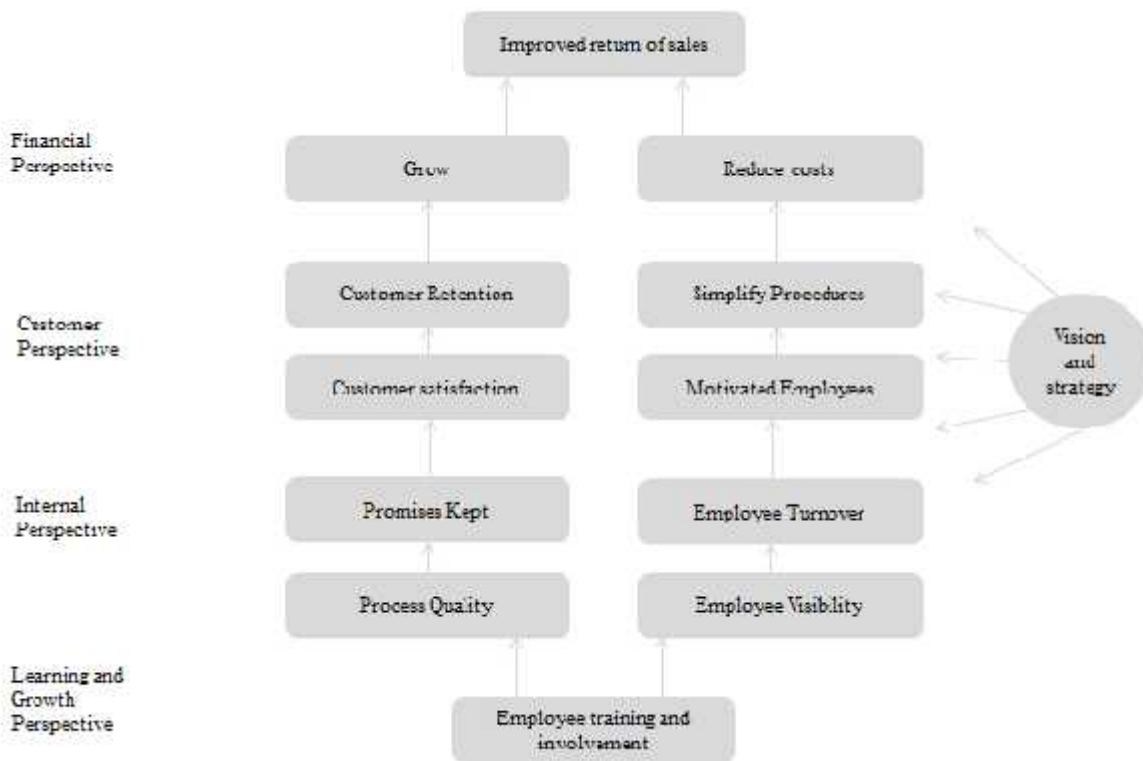 Improved return of sales
Financial
Perspective
Grow
Reduce costs
Customer Retention
Simplify Procedures
Customer
Perspective
Vision
and
strategy
Customer satisfaction
Motivated Employees
Internal
Perspective
Promises Kept
Employee Turnover
Process Quality
Employee Visibility
Learning and
Growth
Perspective
Employee training and
involvement